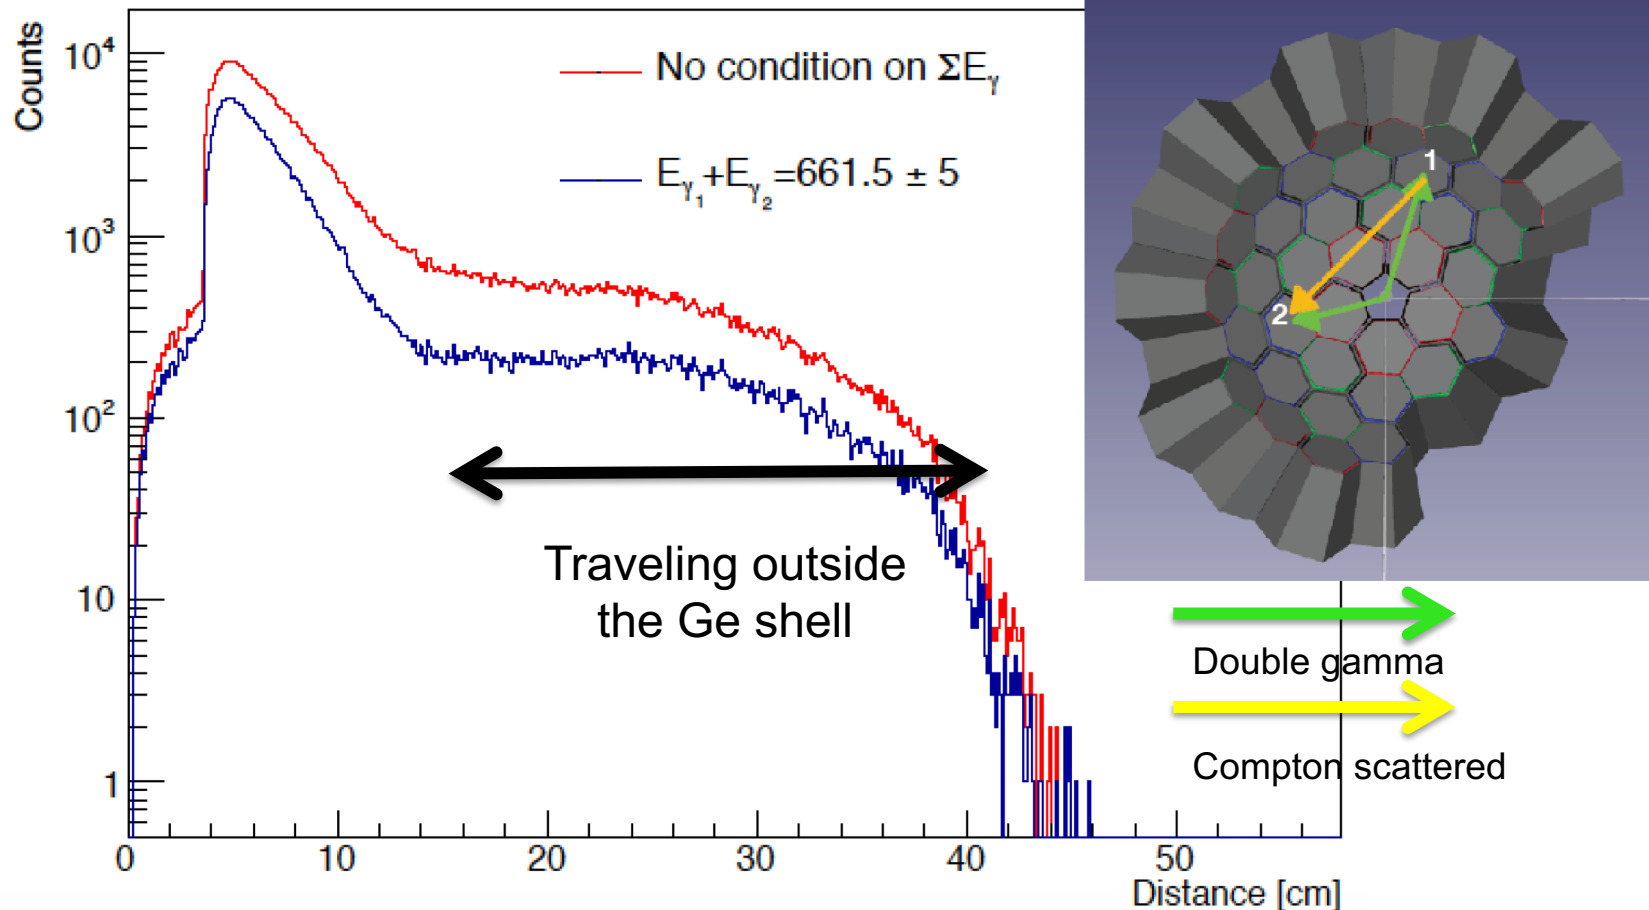 Counts
10⁴
10³
10²
10
1
No condition on ΣEᵧ
Eᵧ₁+Eᵧ₂=661.5 ± 5
1
2
Traveling outside
the Ge shell
Double gamma
Compton scattered
0 10 20 30 40 50
Distance [cm]